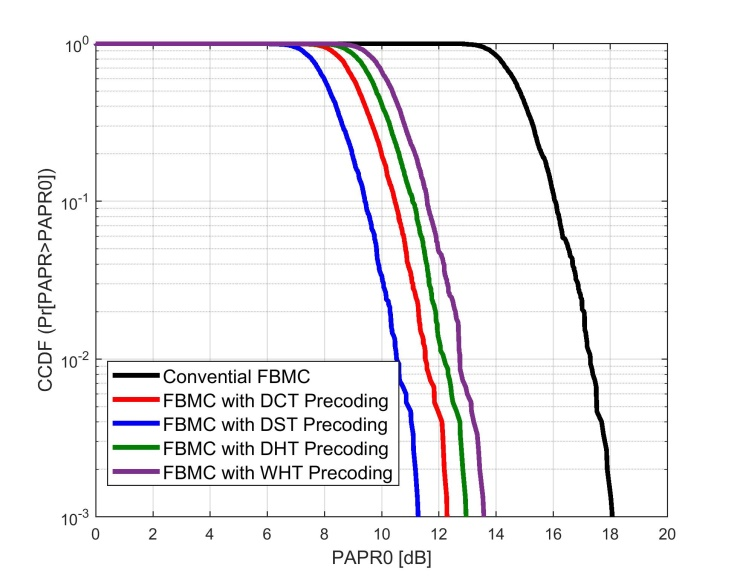 10^0
10^-1
10^-2
10^-3
CCDF (Pr[PAPR>PAPR0])
Convential FBMC
FBMC with DCT Precoding
FBMC with DST Precoding
FBMC with DHT Precoding
FBMC with WHT Precoding
0 2 4 6 8 10 12 14 16 18 20
PAPR0 [dB]